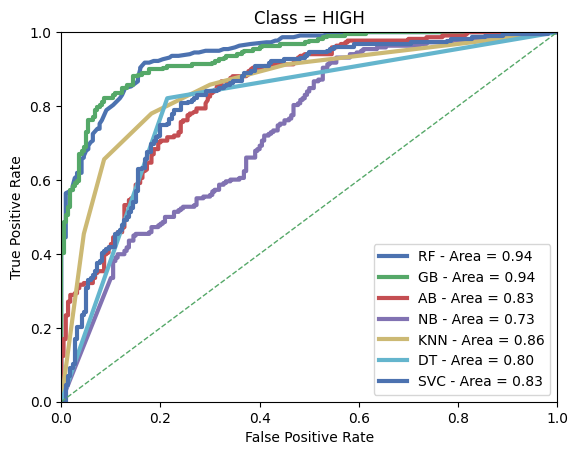 Class = HIGH
True Positive Rate
1.0
0.8
0.6
0.4
0.2
0.0
RF - Area = 0.94
GB - Area = 0.94
AB - Area = 0.83
NB - Area = 0.73
KNN - Area = 0.86
DT - Area = 0.80
SVC - Area = 0.83
0.0 0.2 0.4 0.6 0.8 1.0
False Positive Rate